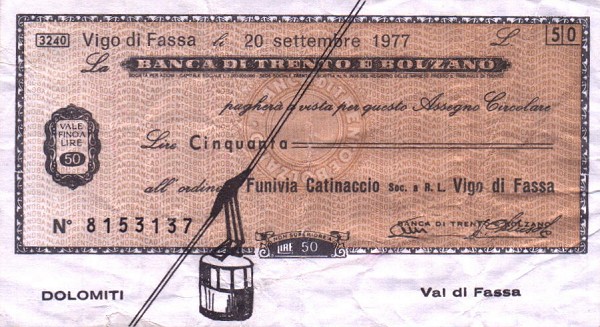 3240 Vigo di Fassa li 20 settembre 1977 L. 50
La BANCA DI TRENTO E BOLZANO
pagherà a vista per questo Assegno Circolare
VALE
FINO A
LIRE
50
Lire Cinquanta
all'ordine Funivia Catinaccio Soc. a R.L. Vigo di Fassa
N° 8153137
BANCA DI TRENTO E BOLZANO
LIRE 50
DOLOMITI Val di Fassa